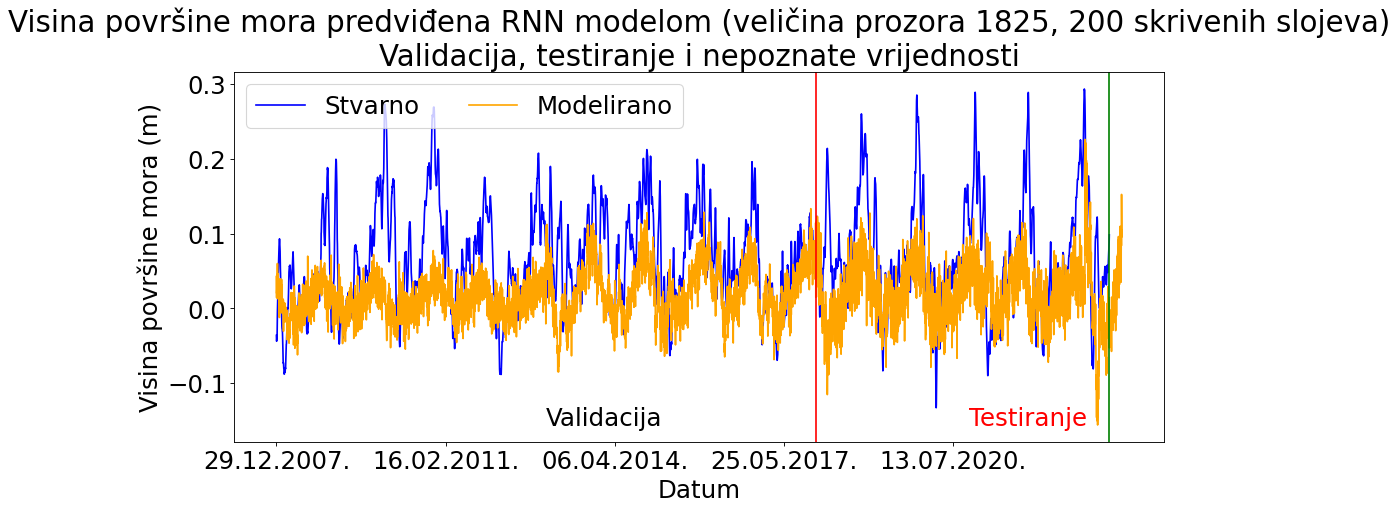 Visina površine mora predviđena RNN modelom (veličina prozora 1825, 200 skrivenih slojeva)
Validacija, testiranje i nepoznate vrijednosti
Stvarno Modelirano
Visina površine mora (m)
0.3
0.2
0.1
0.0
−0.1
Validacija
Testiranje
29.12.2007. 16.02.2011. 06.04.2014. 25.05.2017. 13.07.2020.
Datum